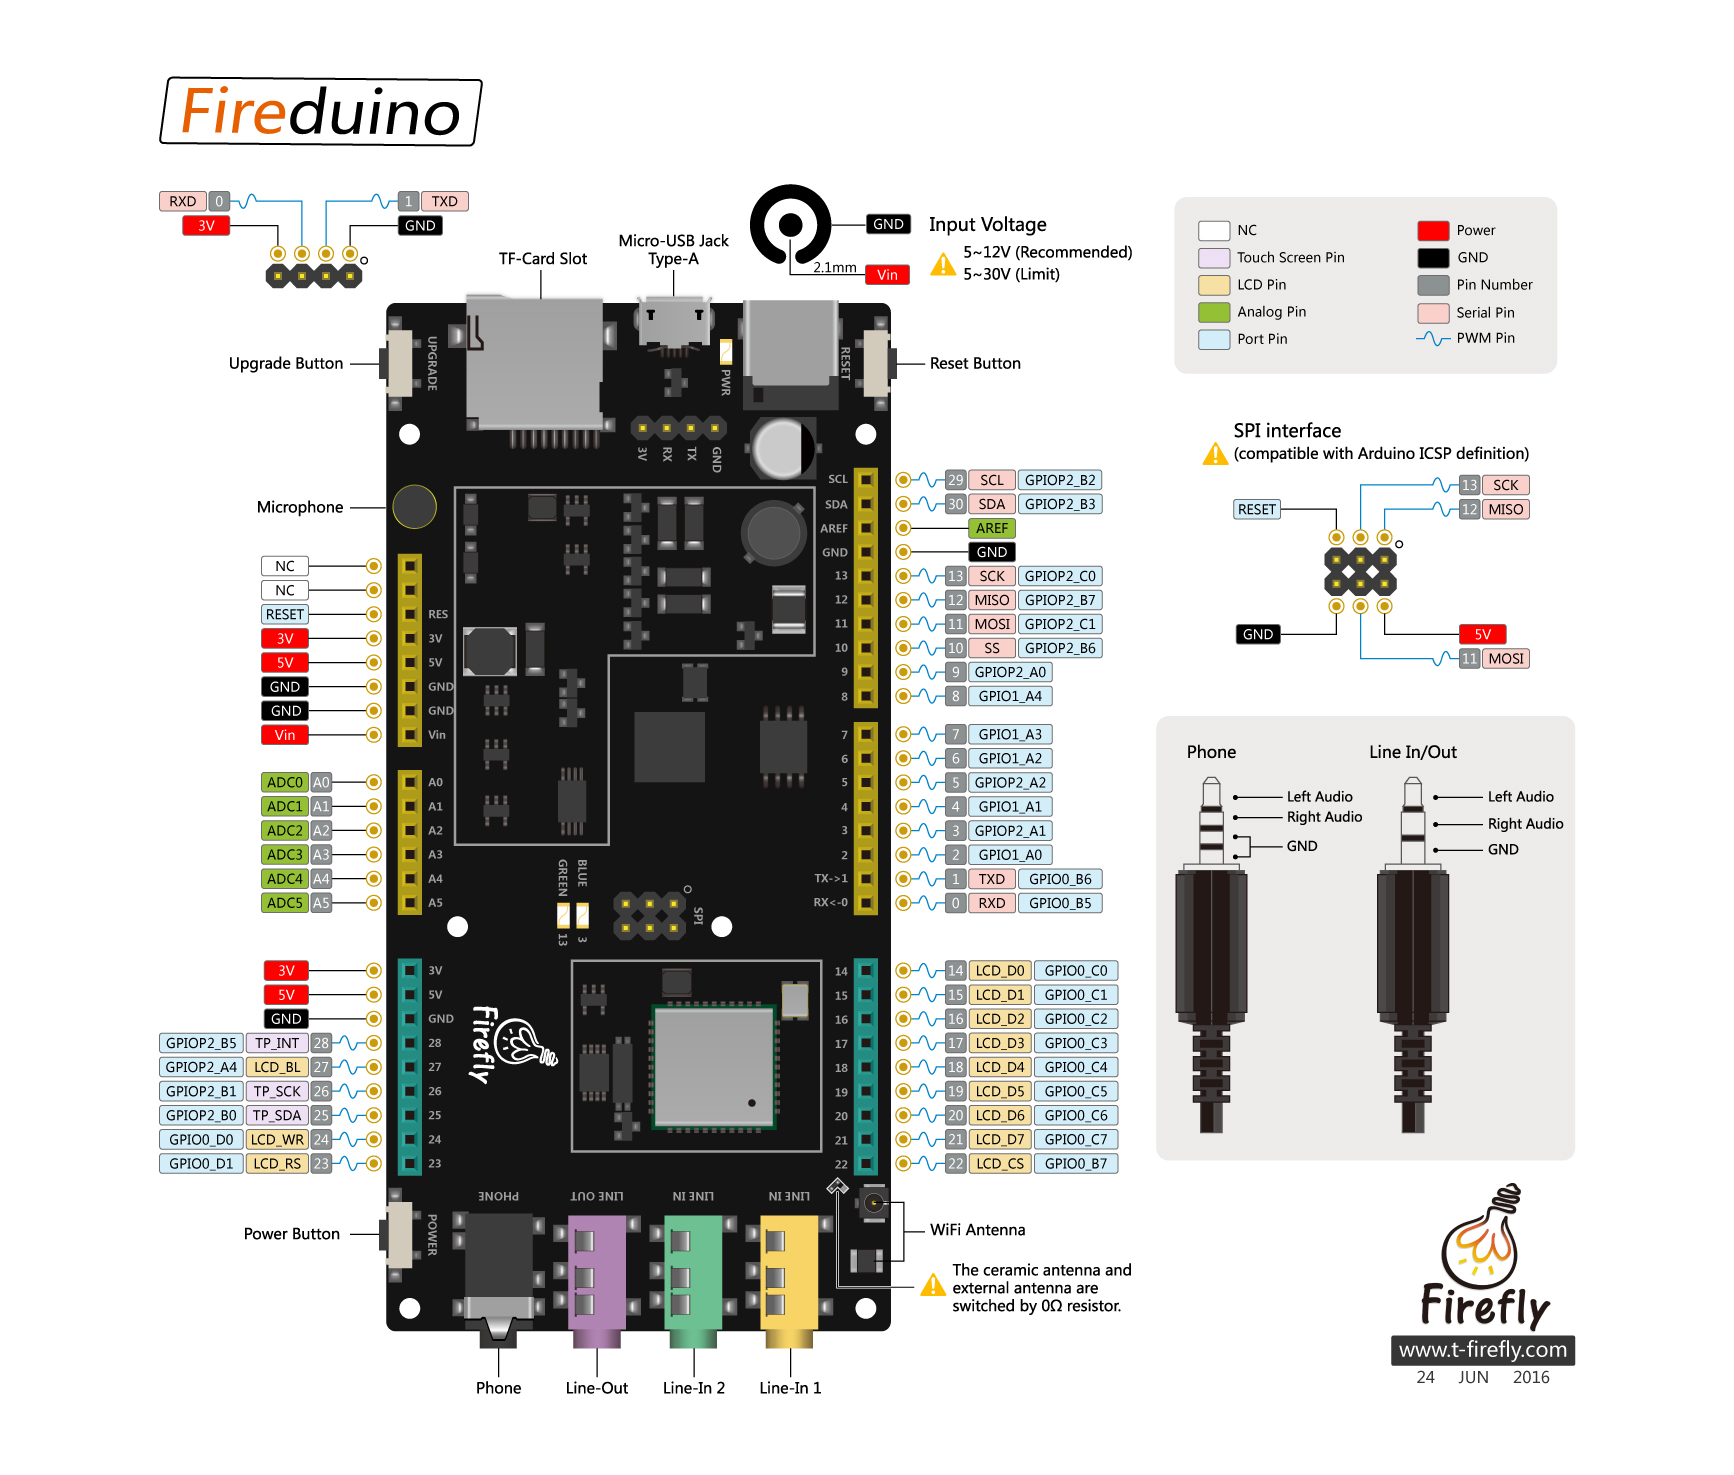 Fireduino
RXD 0 1 TXD
3V GND
TF-Card Slot
Micro-USB Jack
Type-A
2.1mm
GND
Vin
Input Voltage
5~12V (Recommended)
5~30V (Limit)
NC
Touch Screen Pin
LCD Pin
Analog Pin
Port Pin
Power
GND
Pin Number
Serial Pin
PWM Pin
Upgrade Button
UPGRADE
PWR
RESET
Reset Button
3V RX TX GND
Microphone
SPI interface
(compatible with Arduino ICSP definition)
RESET
13 SCK
12 MISO
GND
5V
11 MOSI
NC
NC
RESET RES
3V 3V
5V 5V
GND GND
GND GND
Vin Vin
ADC0 A0 A0
ADC1 A1 A1
ADC2 A2 A2
ADC3 A3 A3
ADC4 A4 A4
ADC5 A5 A5
SCL 29 SCL GPIOP2_B2
SDA 30 SDA GPIOP2_B3
AREF AREF
GND GND
13 13 SCK GPIOP2_C0
12 12 MISO GPIOP2_B7
11 11 MOSI GPIOP2_C1
10 10 SS GPIOP2_B6
9 9 GPIOP2_A0
8 8 GPIO1_A4
7 7 GPIO1_A3
6 6 GPIO1_A2
5 5 GPIOP2_A2
4 4 GPIO1_A1
3 3 GPIOP2_A1
2 2 GPIO1_A0
TX->1 1 TXD GPIO0_B6
RX<-0 0 RXD GPIO0_B5
GREEN BLUE
13 3
SPI
3V 3V
5V 5V
GND GND
GPIOP2_B5 TP_INT 28 28
GPIOP2_A4 LCD_BL 27 27
GPIOP2_B1 TP_SCK 26 26
GPIOP2_B0 TP_SDA 25 25
GPIO0_D0 LCD_WR 24 24
GPIO0_D1 LCD_RS 23 23
Firefly
14 14 LCD_D0 GPIO0_C0
15 15 LCD_D1 GPIO0_C1
16 16 LCD_D2 GPIO0_C2
17 17 LCD_D3 GPIO0_C3
18 18 LCD_D4 GPIO0_C4
19 19 LCD_D5 GPIO0_C5
20 20 LCD_D6 GPIO0_C6
21 21 LCD_D7 GPIO0_C7
22 22 LCD_CS GPIO0_B7
Phone
Left Audio
Right Audio
GND
Line In/Out
Left Audio
Right Audio
GND
PHONE LINE OUT LINE IN LINE IN
Power Button
POWER
WiFi Antenna
The ceramic antenna and
external antenna are
switched by 0Ω resistor.
Phone Line-Out Line-In 2 Line-In 1
Firefly
www.t-firefly.com
24 JUN 2016